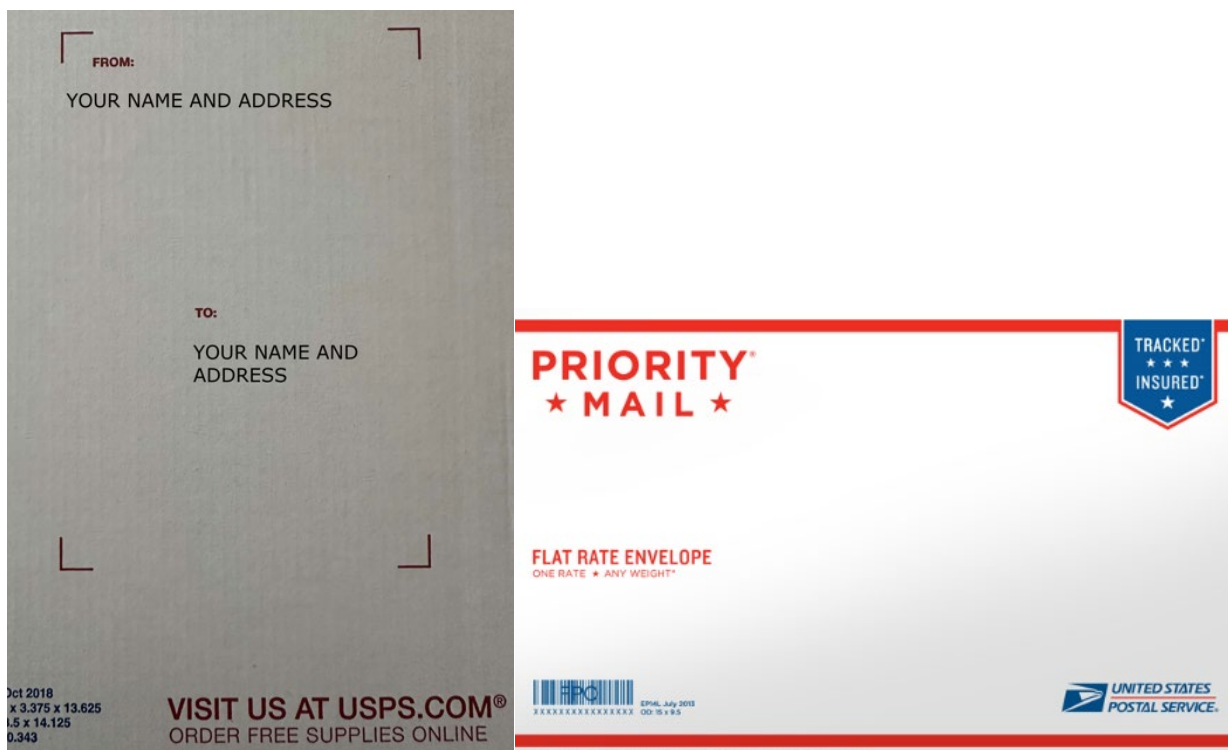 FROM:
YOUR NAME AND ADDRESS
TO:
YOUR NAME AND
ADDRESS
Oct 2018
x 3.375 x 13.625
.5 x 14.125
0.343
VISIT US AT USPS.COM®
ORDER FREE SUPPLIES ONLINE
PRIORITY®
★ MAIL ★
TRACKED*
★ ★ ★
INSURED*
★
FLAT RATE ENVELOPE
ONE RATE ★ ANY WEIGHT*
FPC
XXXXXXXXXXXXXXXX
EP14L July 2013
OD: 15 x 9.5
UNITED STATES
POSTAL SERVICE®